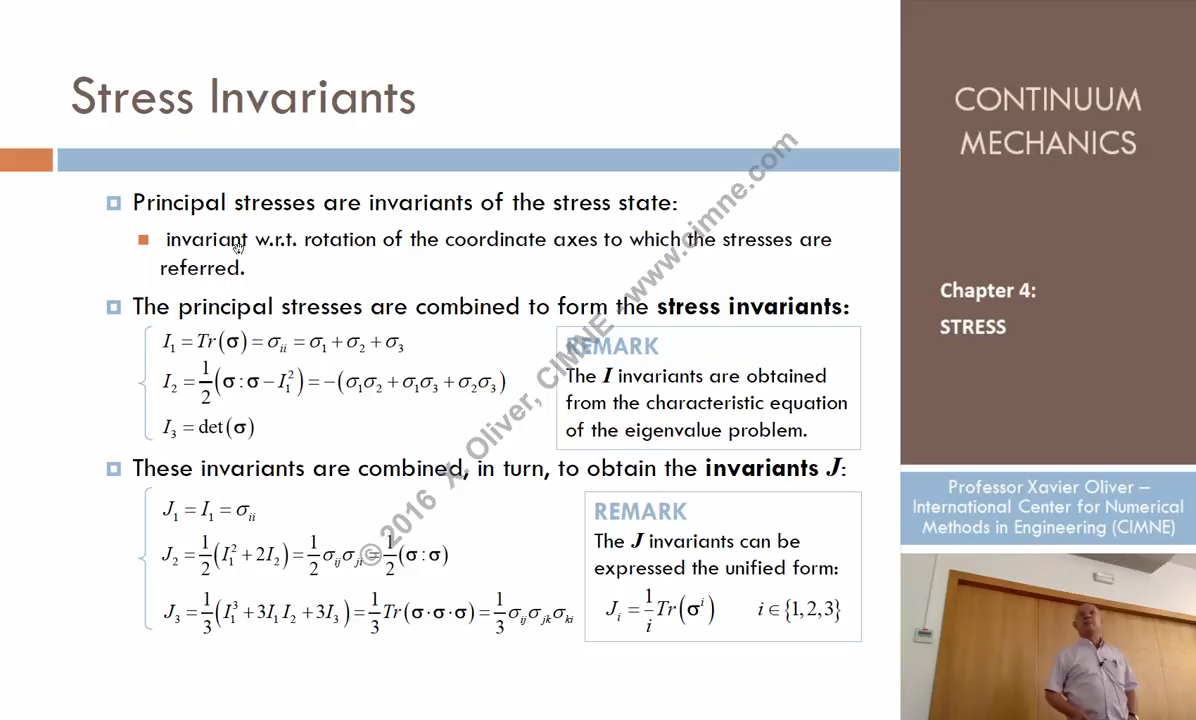 Stress Invariants
Principal stresses are invariants of the stress state:
invariant w.r.t. rotation of the coordinate axes to which the stresses are
referred.
The principal stresses are combined to form the stress invariants:
I₁ = Tr(σ) = σᵢᵢ = σ₁ + σ₂ + σ₃
I₂ = 1/2 (σ : σ − I₁²) = −(σ₁σ₂ + σ₁σ₃ + σ₂σ₃)
I₃ = det(σ)
REMARK
The I invariants are obtained
from the characteristic equation
of the eigenvalue problem.
These invariants are combined, in turn, to obtain the invariants J:
J₁ = I₁ = σᵢᵢ
J₂ = 1/2 (I₁² + 2I₂) = 1/2 σᵢⱼσⱼᵢ = 1/2 (σ : σ)
J₃ = 1/3 (I₁³ + 3I₁I₂ + 3I₃) = 1/3 Tr(σ · σ · σ) = 1/3 σᵢⱼσⱼₖσₖᵢ
REMARK
The J invariants can be
expressed the unified form:
Jᵢ = 1/i Tr(σⁱ) i ∈ {1, 2, 3}
© 2016 X. Oliver, CIMNE - www.cimne.com
CONTINUUM
MECHANICS
Chapter 4:
STRESS
Professor Xavier Oliver –
International Center for Numerical
Methods in Engineering (CIMNE)